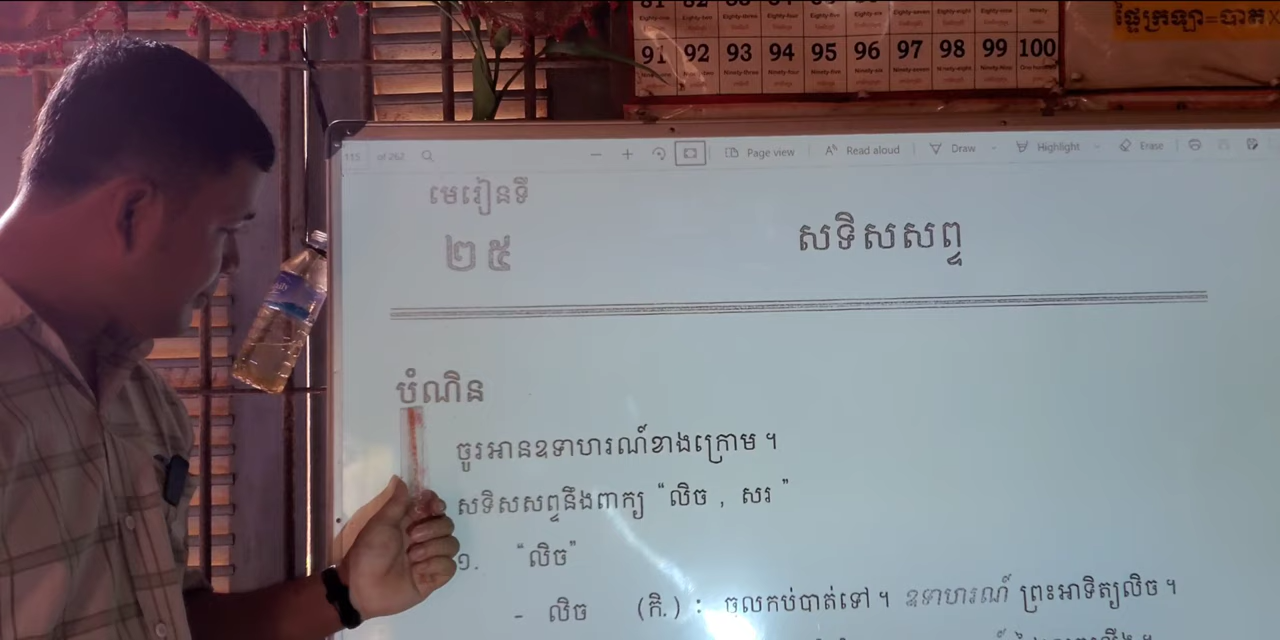 91 92 93 94 95 96 97 98 99 100
ផ្ទៃក្រឡា=បាត x
115 of 262 Page view Read aloud Draw Highlight Erase
មេរៀនទី
២៥
សទិសសព្ទ
បំណិន
ចូរអានឧទាហរណ៍ខាងក្រោម ។
សទិសសព្ទនឹងពាក្យ “លិច , សរ”
១. “លិច”
- លិច (កិ.) : ចុលកប់បាត់ទៅ ។ ឧទាហរណ៍ ព្រះអាទិត្យលិច ។